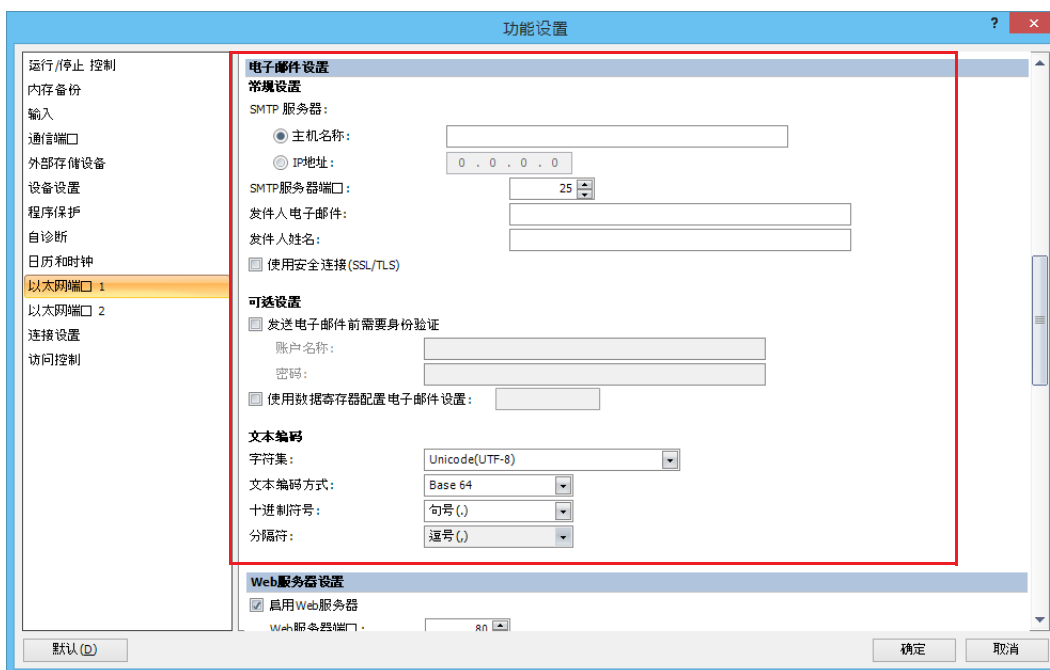 功能设置
?
×
运行/停止 控制
内存备份
输入
通信端口
外部存储设备
设备设置
程序保护
自诊断
日历和时钟
以太网端口 1
以太网端口 2
连接设置
访问控制
电子邮件设置
常规设置
SMTP 服务器:
主机名称:
IP地址:
0 . 0 . 0 . 0
SMTP服务器端口:
25
发件人电子邮件:
发件人姓名:
使用安全连接(SSL/TLS)
可选设置
发送电子邮件前需要身份验证
账户名称:
密码:
使用数据寄存器配置电子邮件设置:
文本编码
字符集:
Unicode(UTF-8)
文本编码方式:
Base 64
十进制符号:
句号(.)
分隔符:
逗号(,)
Web服务器设置
启用Web服务器
Web服务器端口:
80
默认(D)
确定
取消